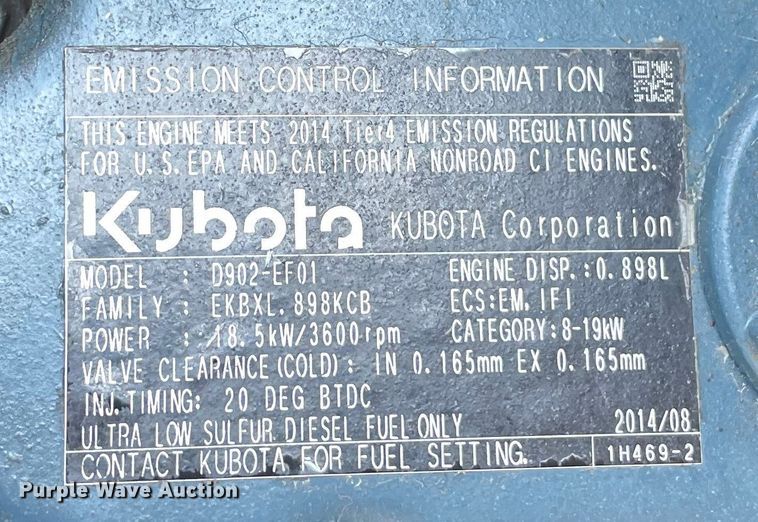 EMISSION CONTROL INFORMATION
THIS ENGINE MEETS 2014 Tier4 EMISSION REGULATIONS
FOR U.S. EPA AND CALIFORNIA NONROAD CI ENGINES.
Kubota KUBOTA Corporation
MODEL : D902-EF01 ENGINE DISP.:0.898L
FAMILY : EKBXL.898KCB ECS:EM.IFI
POWER : 18.5kW/3600rpm CATEGORY:8-19kW
VALVE CLEARANCE(COLD): IN 0.165mm EX 0.165mm
INJ.TIMING: 20 DEG BTDC
ULTRA LOW SULFUR DIESEL FUEL ONLY 2014/08
CONTACT KUBOTA FOR FUEL SETTING. 1H469-2
Purple Wave Auction